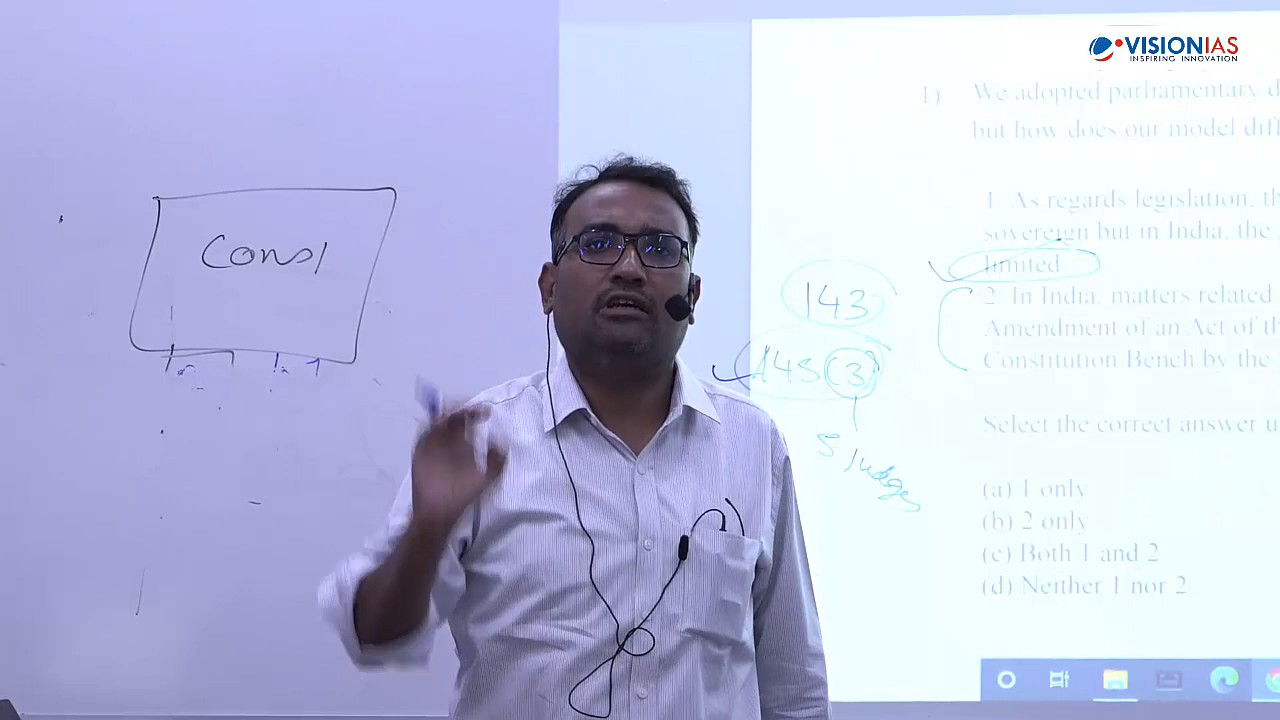 VISIONIAS
INSPIRING INNOVATION
Const
1) We adopted parliamentary d
but how does our model diff
1. As regards legislation, th
sovereign but in India, the
limited
2. In India, matters related
Amendment of an Act of th
Constitution Bench by the
Select the correct answer u
(a) 1 only
(b) 2 only
(c) Both 1 and 2
(d) Neither 1 nor 2
143
145 (3)
5 Judges